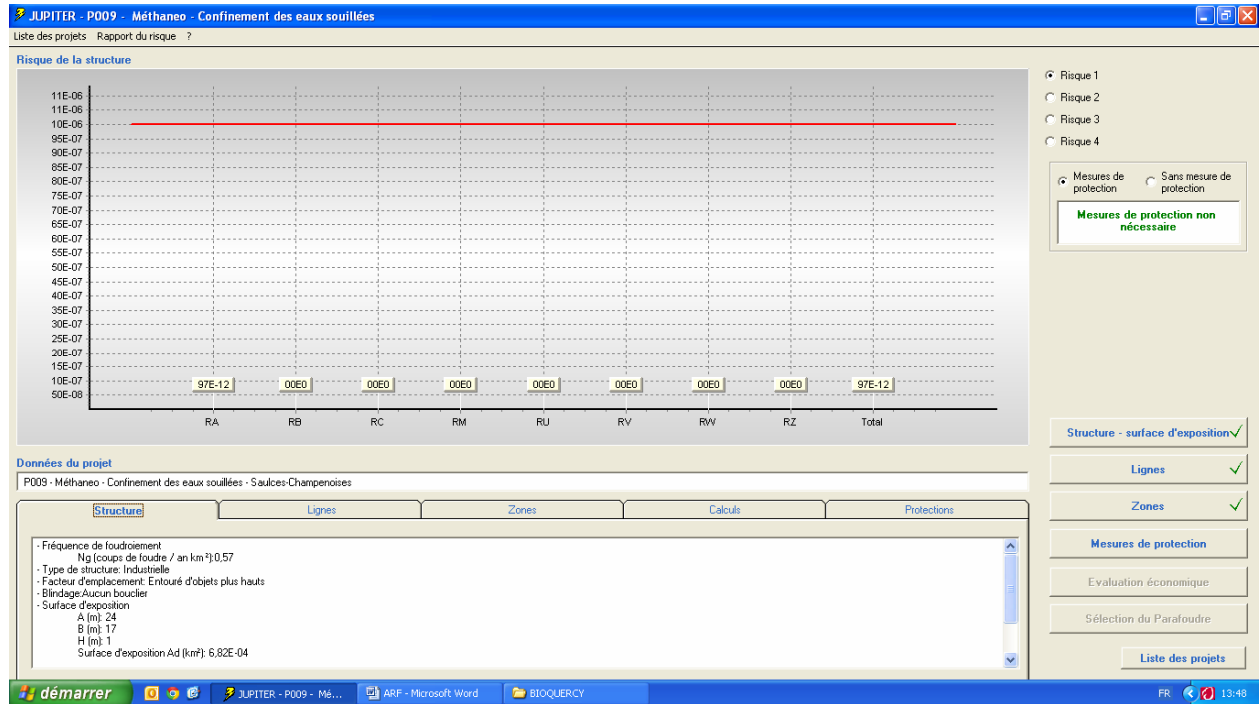 JUPITER - P009 - Méthaneo - Confinement des eaux souillées
Liste des projets Rapport du risque ?
Risque de la structure
11E-06
11E-06
10E-06
95E-07
90E-07
85E-07
80E-07
75E-07
70E-07
65E-07
60E-07
55E-07
50E-07
45E-07
40E-07
35E-07
30E-07
25E-07
20E-07
15E-07
10E-07
50E-08
97E-12 00E0 00E0 00E0 00E0 00E0 00E0 00E0 97E-12
RA RB RC RM RU RV RW RZ Total
Risque 1
Risque 2
Risque 3
Risque 4
Mesures de protection
Sans mesure de protection
Mesures de protection non
nécessaire
Structure - surface d'exposition
Lignes
Zones
Mesures de protection
Evaluation économique
Sélection du Parafoudre
Liste des projets
Données du projet
P009 - Méthaneo - Confinement des eaux souillées - Saulces-Champenoises
Structure Lignes Zones Calculs Protections
- Fréquence de foudroiement
Ng (coups de foudre / an km²):0,57
- Type de structure: Industrielle
- Facteur d'emplacement: Entouré d'objets plus hauts
- Blindage:Aucun bouclier
- Surface d'exposition
A (m): 24
B (m): 17
H (m): 1
Surface d'exposition Ad (km²): 6,82E-04
démarrer JUPITER - P009 - Mé... ARF - Microsoft Word BIOQUERCY FR 13:48